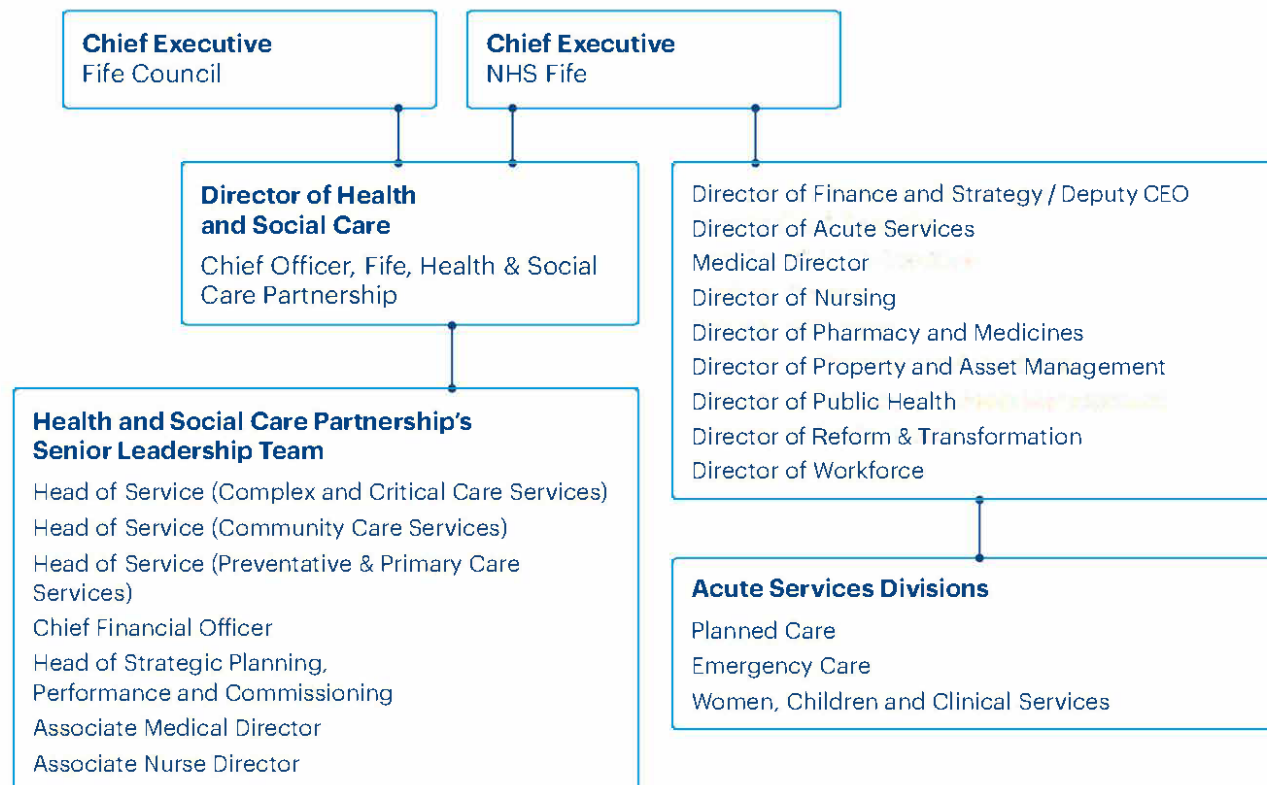 Chief Executive
Fife Council
Chief Executive
NHS Fife
Director of Health
and Social Care
Chief Officer, Fife, Health & Social
Care Partnership
Director of Finance and Strategy / Deputy CEO
Director of Acute Services
Medical Director
Director of Nursing
Director of Pharmacy and Medicines
Director of Property and Asset Management
Director of Public Health
Director of Reform & Transformation
Director of Workforce
Health and Social Care Partnership's
Senior Leadership Team
Head of Service (Complex and Critical Care Services)
Head of Service (Community Care Services)
Head of Service (Preventative & Primary Care
Services)
Chief Financial Officer
Head of Strategic Planning,
Performance and Commissioning
Associate Medical Director
Associate Nurse Director
Acute Services Divisions
Planned Care
Emergency Care
Women, Children and Clinical Services